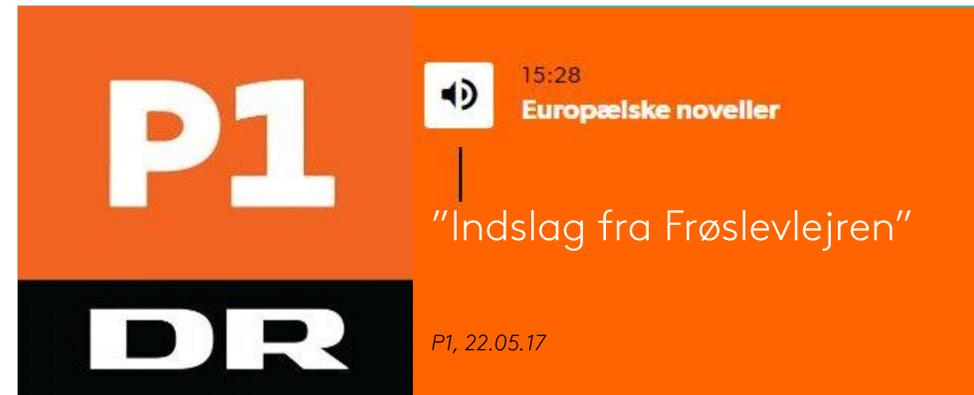 P1
DR
15:28
Europælske noveller
”Indslag fra Frøslevlejren”
P1, 22.05.17